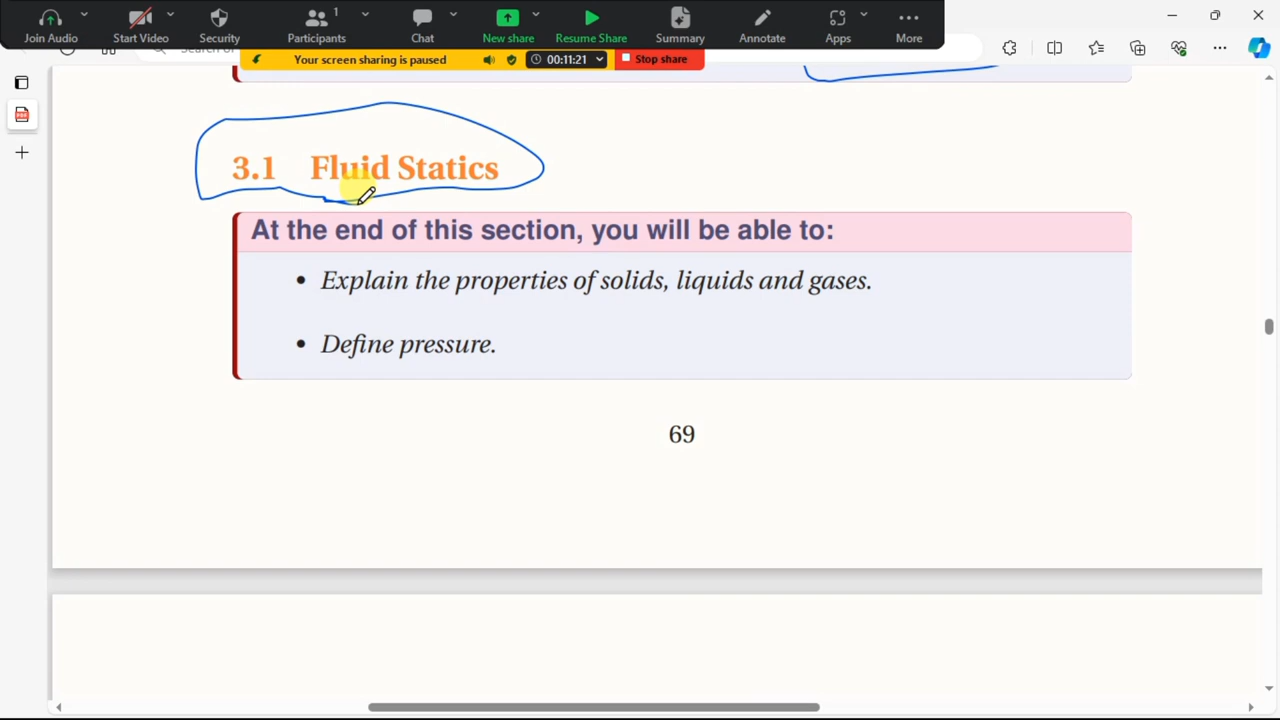 1
Join Audio Start Video Security Participants Chat New share Resume Share Summary Annotate Apps More
Your screen sharing is paused 00:11:21 Stop share
3.1 Fluid Statics
At the end of this section, you will be able to:
• Explain the properties of solids, liquids and gases.
• Define pressure.
69